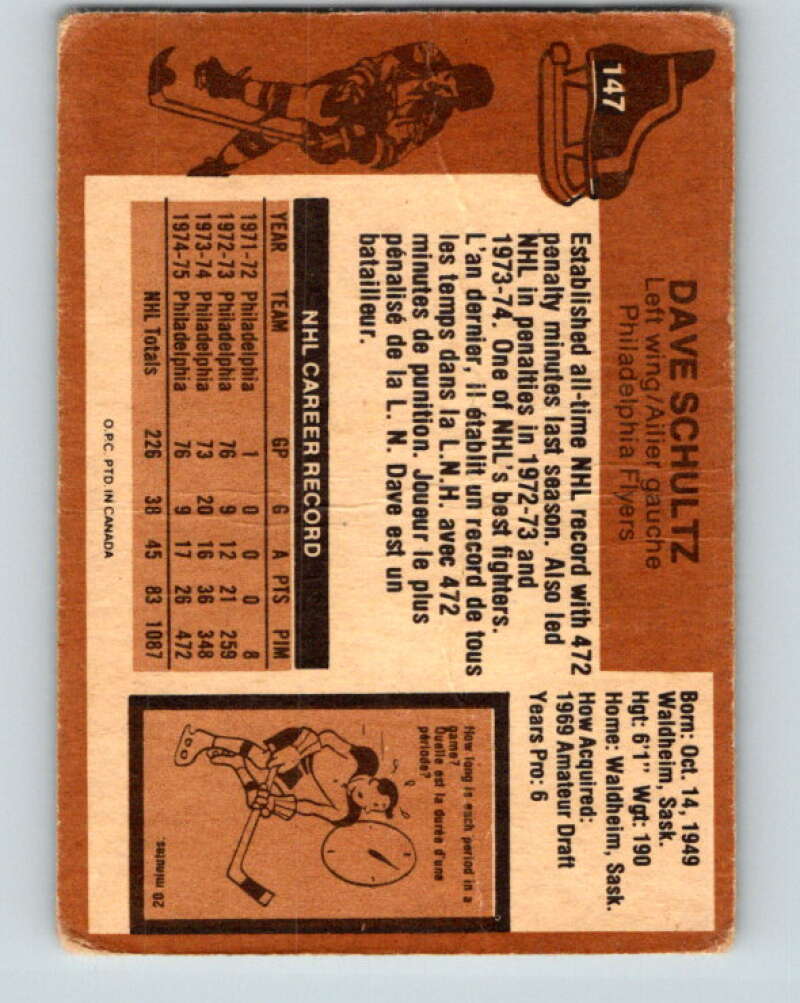 147
DAVE SCHULTZ
Left wing/Ailier gauche
Philadelphia Flyers
Established all-time NHL record with 472
penalty minutes last season. Also led
NHL in penalties in 1972-73 and
1973-74. One of NHL's best fighters.
L'an dernier, il établit un record de tous
les temps dans la L.N.H. avec 472
minutes de punition. Joueur le plus
pénalisé de la L. N. Dave est un
batailleur.
Born: Oct. 14, 1949
Waldheim, Sask.
Hgt: 6'1" Wgt: 190
Home: Waldheim, Sask.
How Acquired:
1969 Amateur Draft
Years Pro: 6
NHL CAREER RECORD
YEAR TEAM GP G A PTS PIM
1971-72 Philadelphia 1 0 0 0 8
1972-73 Philadelphia 76 9 12 21 259
1973-74 Philadelphia 73 20 16 36 348
1974-75 Philadelphia 76 9 17 26 472
NHL Totals 226 38 45 83 1087
How long is each period in a
game?
Quelle est la durée d'une
période?
20 minutes.
O.P.C. PTD. IN CANADA